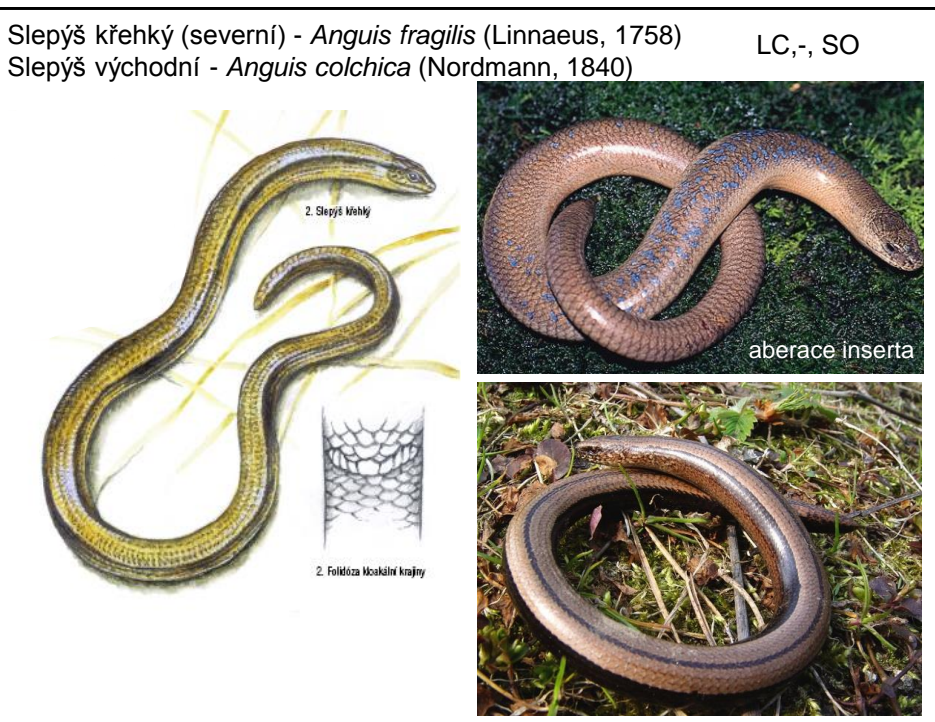 Slepýš křehký (severní) - Anguis fragilis (Linnaeus, 1758)
LC,-, SO
Slepýš východní - Anguis colchica (Nordmann, 1840)
2. Slepýš křehký
aberace inserta
2. Folidóza kloakální krajiny